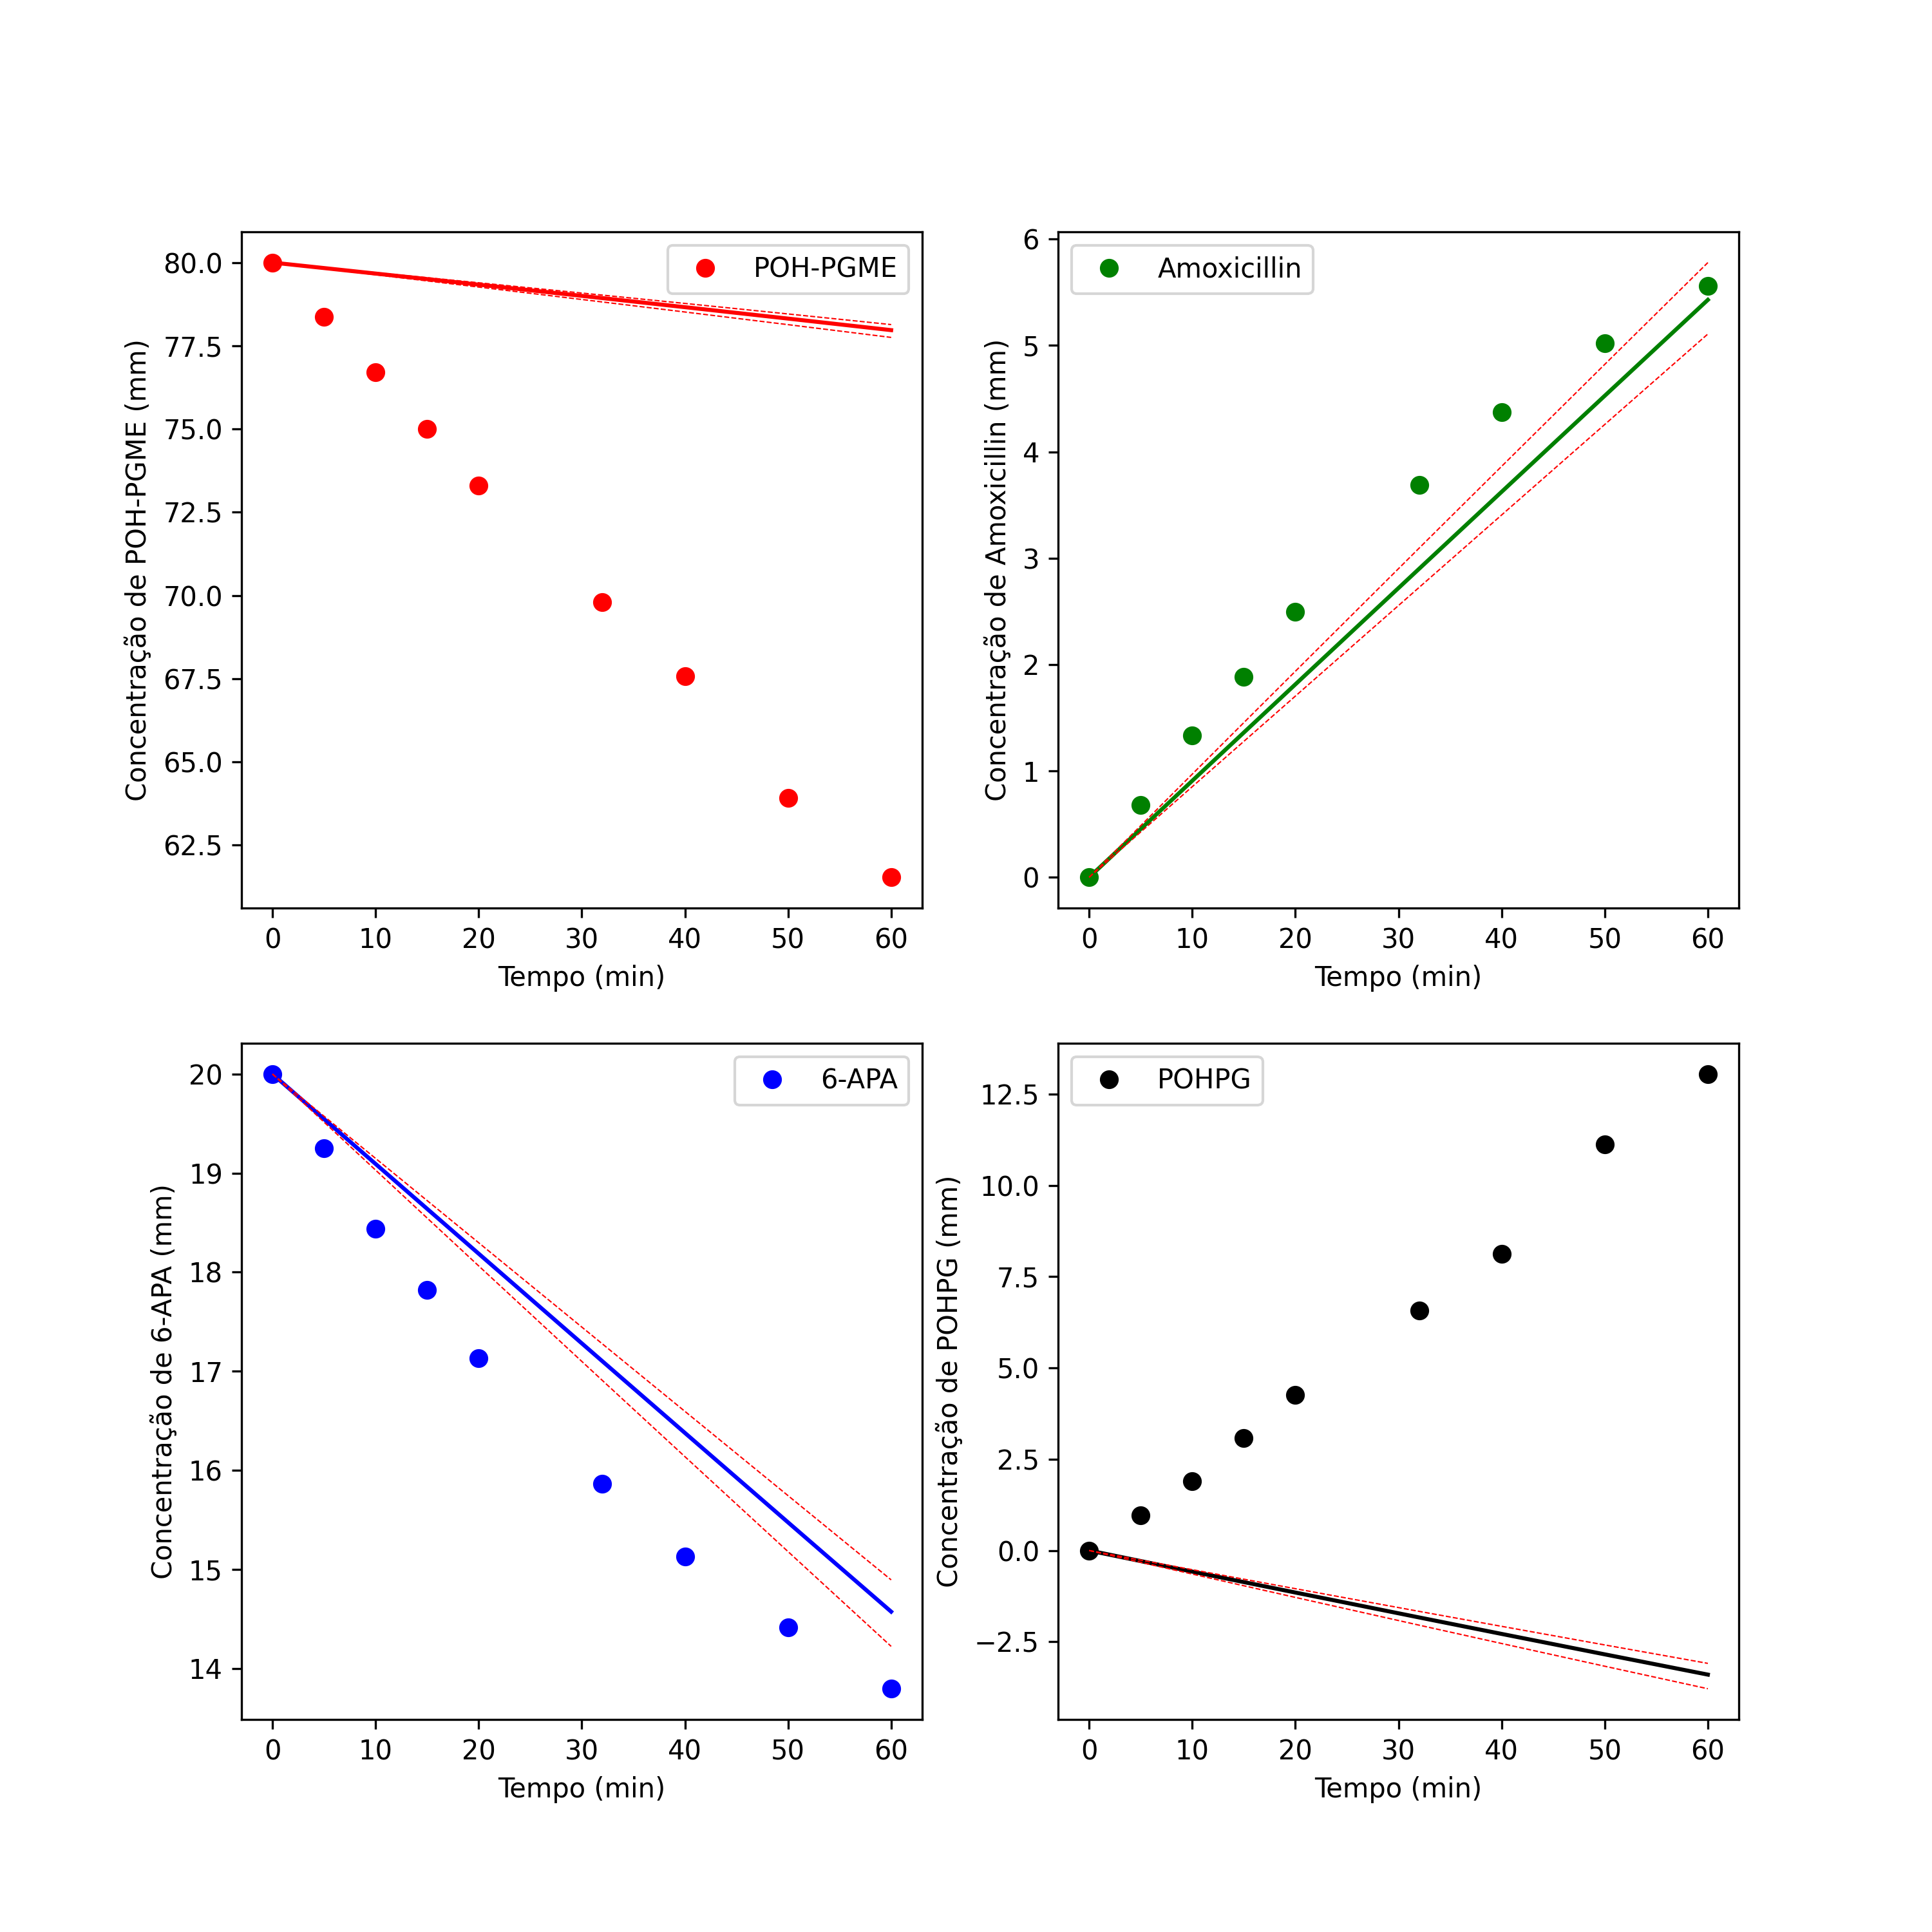 POH-PGME
80.0
77.5
75.0
72.5
70.0
67.5
65.0
62.5
Concentração de POH-PGME (mm)
0 10 20 30 40 50 60
Tempo (min)
Amoxicillin
6
5
4
3
2
1
0
Concentração de Amoxicillin (mm)
0 10 20 30 40 50 60
Tempo (min)
6-APA
20
19
18
17
16
15
14
Concentração de 6-APA (mm)
0 10 20 30 40 50 60
Tempo (min)
POHPG
12.5
10.0
7.5
5.0
2.5
0.0
−2.5
Concentração de POHPG (mm)
0 10 20 30 40 50 60
Tempo (min)